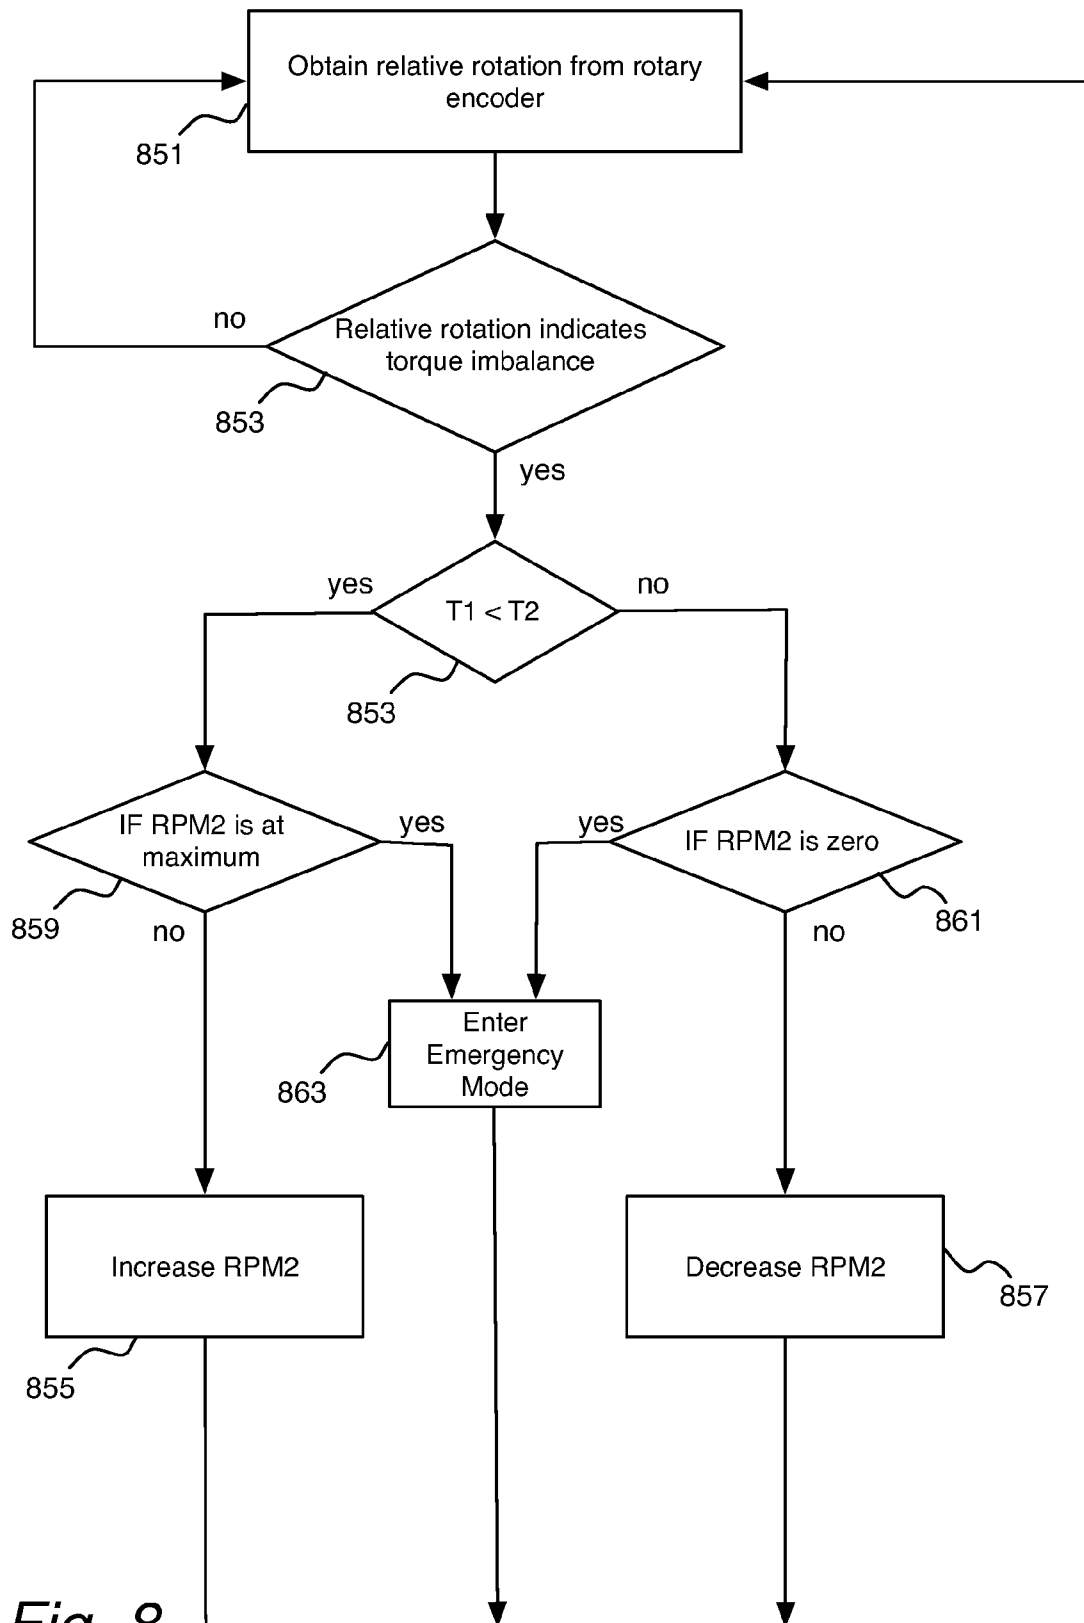 Obtain relative rotation from rotary
encoder
851
no
Relative rotation indicates
torque imbalance
853
yes
yes
T1 < T2
no
853
IF RPM2 is at
maximum
yes
859
no
yes
IF RPM2 is zero
861
no
Enter
Emergency
Mode
863
Increase RPM2
855
Decrease RPM2
857
Fig. 8